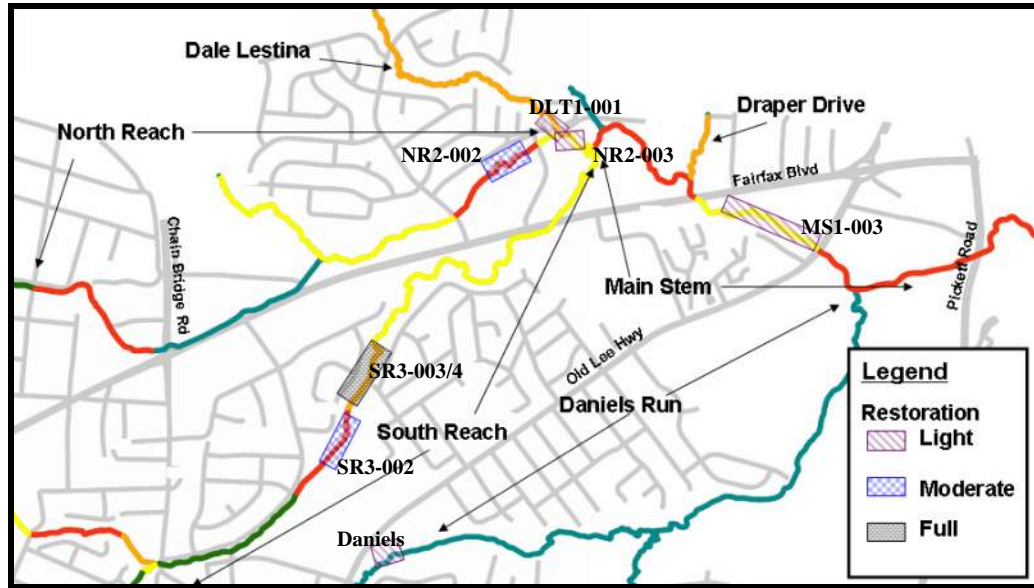 Dale Lestina
DLT1-001
Draper Drive
North Reach
NR2-002
NR2-003
Fairfax Blvd
MS1-003
Chain Bridge Rd
Main Stem
Pickett Road
Old Lee Hwy
SR3-003/4
Daniels Run
South Reach
SR3-002
Daniels
Legend
Restoration
Light
Moderate
Full